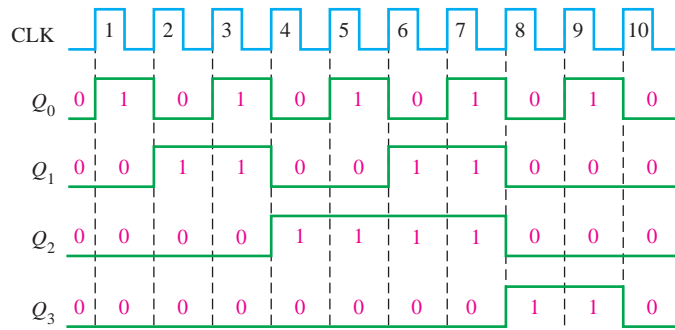 CLK 1 2 3 4 5 6 7 8 9 10
Q0 0 1 0 1 0 1 0 1 0 1 0
Q1 0 0 1 1 0 0 1 1 0 0 0
Q2 0 0 0 0 1 1 1 1 0 0 0
Q3 0 0 0 0 0 0 0 0 1 1 0